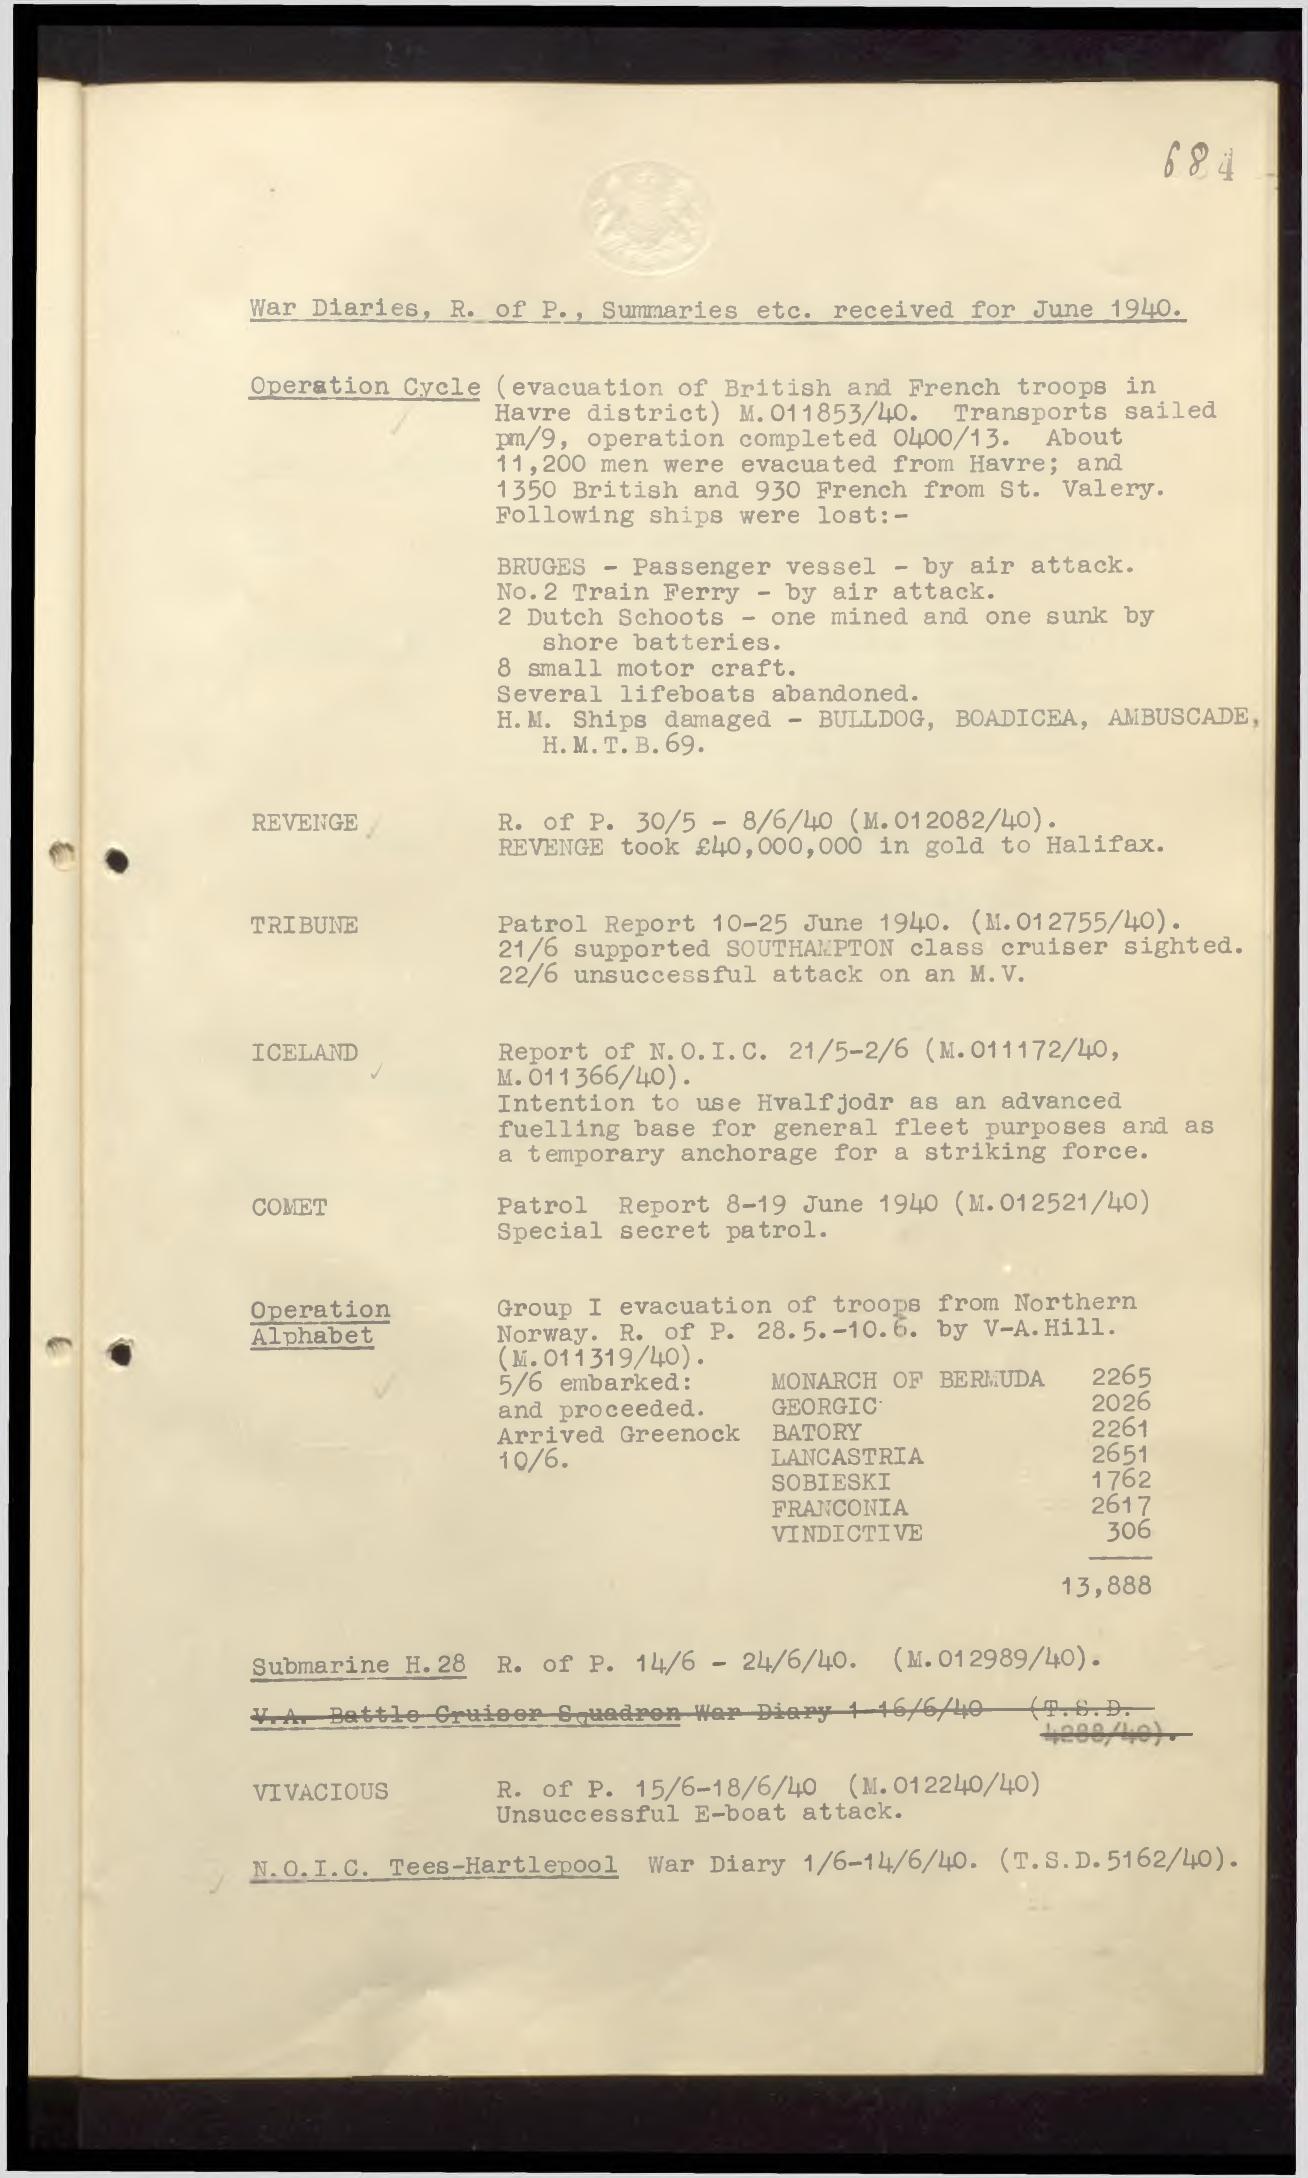 684
War Diaries, R. of P., Summaries etc. received for June 1940.
Operation Cycle (evacuation of British and French troops in
Havre district) M.011853/40. Transports sailed
pm/9, operation completed 0400/13. About
11,200 men were evacuated from Havre; and
1350 British and 930 French from St. Valery.
Following ships were lost:-
BRUGES - Passenger vessel - by air attack.
No.2 Train Ferry - by air attack.
2 Dutch Schoots - one mined and one sunk by
shore batteries.
8 small motor craft.
Several lifeboats abandoned.
H.M. Ships damaged - BULLDOG, BOADICEA, AMBUSCADE,
H.M.T.B.69.
REVENGE R. of P. 30/5 - 8/6/40 (M.012082/40).
REVENGE took £40,000,000 in gold to Halifax.
TRIBUNE Patrol Report 10-25 June 1940. (M.012755/40).
21/6 supported SOUTHAMPTON class cruiser sighted.
22/6 unsuccessful attack on an M.V.
ICELAND Report of N.O.I.C. 21/5-2/6 (M.011172/40,
M.011366/40).
Intention to use Hvalfjodr as an advanced
fuelling base for general fleet purposes and as
a temporary anchorage for a striking force.
COMET Patrol Report 8-19 June 1940 (M.012521/40)
Special secret patrol.
Operation Group I evacuation of troops from Northern
Alphabet Norway. R. of P. 28.5.-10.6. by V-A.Hill.
(M.011319/40).
5/6 embarked: MONARCH OF BERMUDA 2265
and proceeded. GEORGIC 2026
Arrived Greenock BATORY 2261
10/6. LANCASTRIA 2651
SOBIESKI 1762
FRANCONIA 2617
VINDICTIVE 306
13,888
Submarine H.28 R. of P. 14/6 - 24/6/40. (M.012989/40).
V.A. Battle Cruiser Squadron War Diary 1-16/6/40 (T.S.D.
4288/40).
VIVACIOUS R. of P. 15/6-18/6/40 (M.012240/40)
Unsuccessful E-boat attack.
N.O.I.C. Tees-Hartlepool War Diary 1/6-14/6/40. (T.S.D.5162/40).